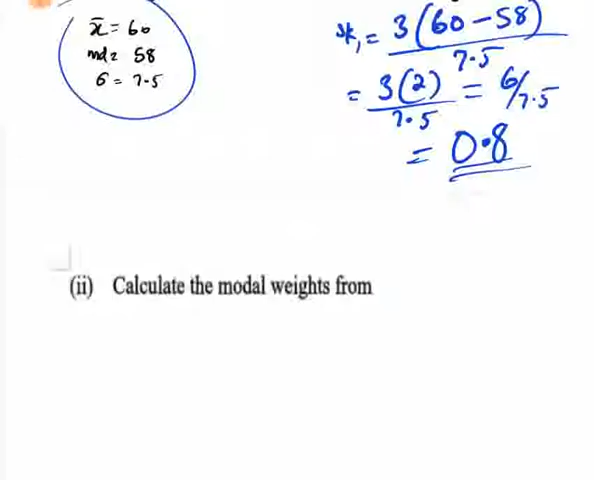 x̄ = 60
md = 58
σ = 7.5
Sk₁ = 3(60-58)/7.5
= 3(2)/7.5 = 6/7.5
= 0.8
(ii) Calculate the modal weights from